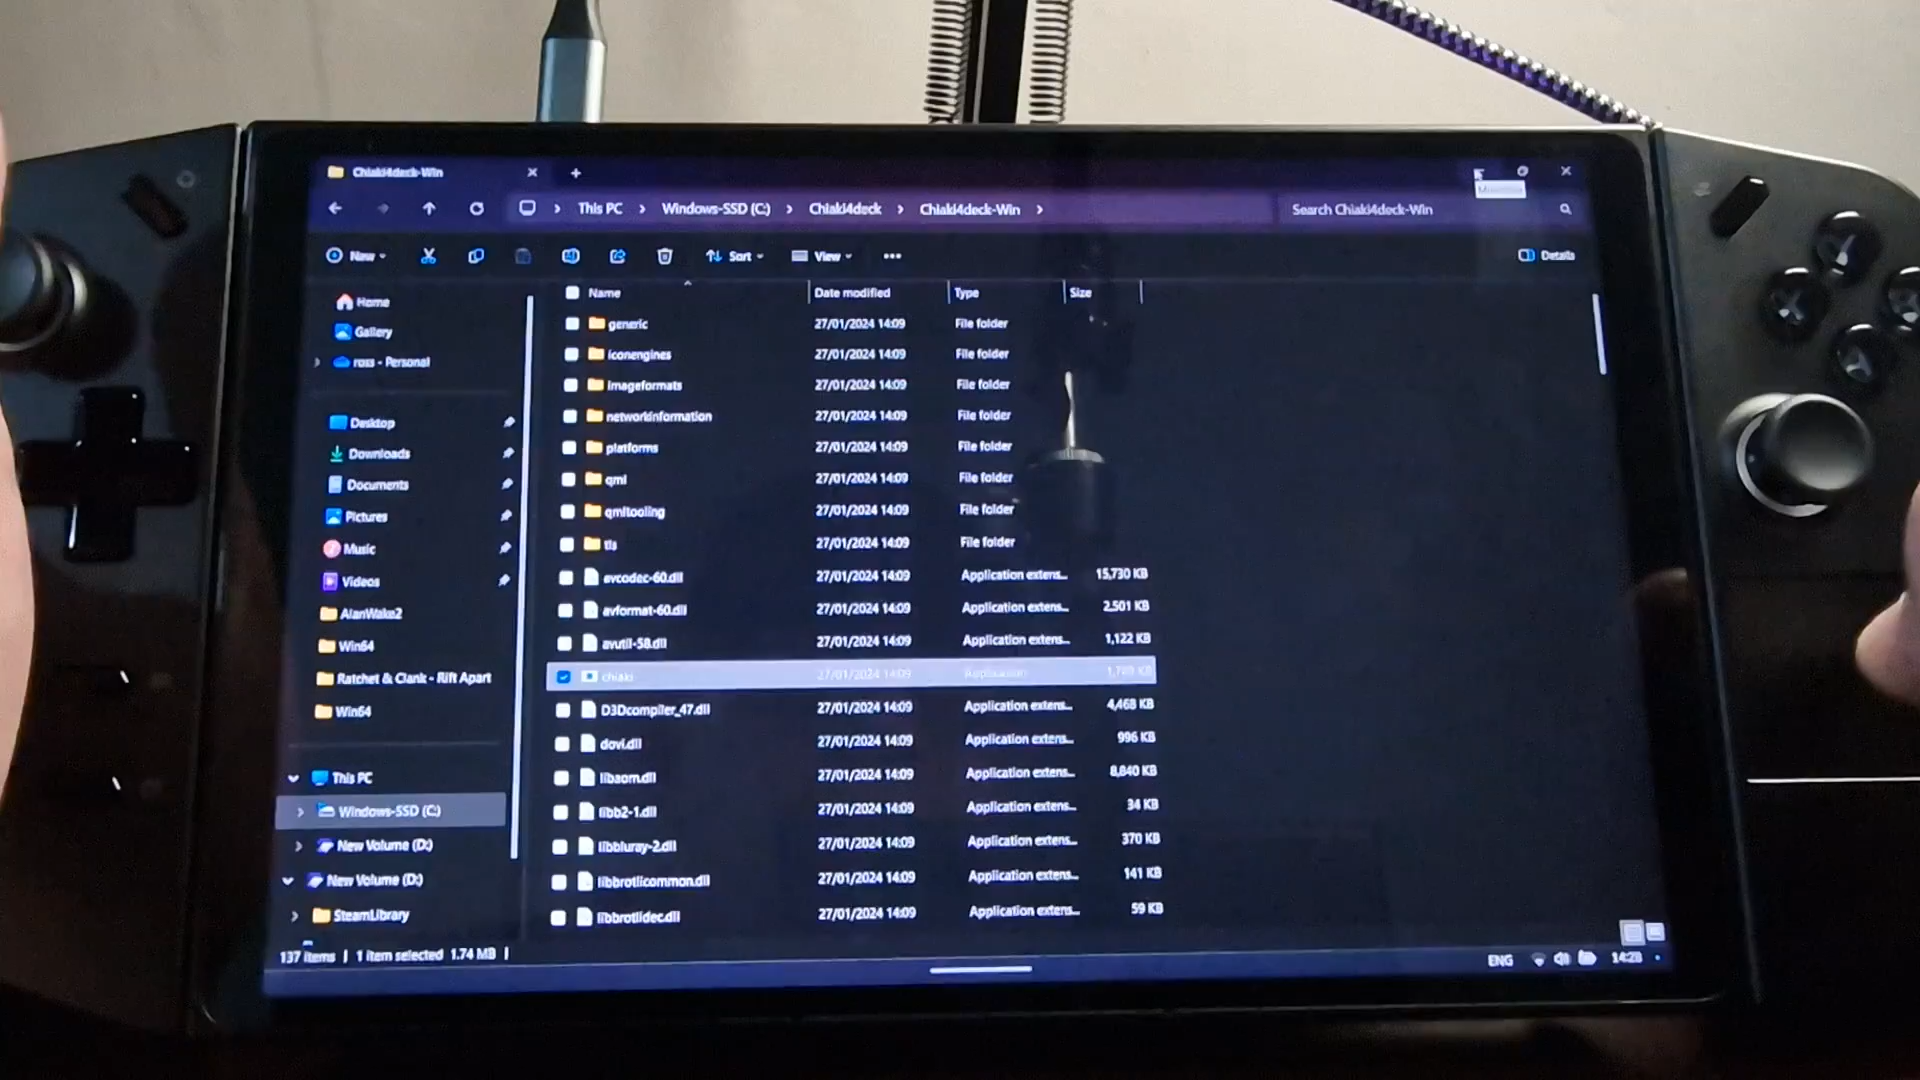 Chiaki4deck-Win
This PC > Windows-SSD (C:) > Chiaki4deck > Chiaki4deck-Win >
Search Chiaki4deck-Win
New
Sort
View
Details
Name
Date modified
Type
Size
Home
Gallery
ross - Personal
Desktop
Downloads
Documents
Pictures
Music
Videos
AlanWake2
Win64
Ratchet & Clank - Rift Apart
Win64
This PC
Windows-SSD (C:)
New Volume (D:)
New Volume (D:)
SteamLibrary
generic 27/01/2024 14:09 File folder
iconengines 27/01/2024 14:09 File folder
imageformats 27/01/2024 14:09 File folder
networkinformation 27/01/2024 14:09 File folder
platforms 27/01/2024 14:09 File folder
qml 27/01/2024 14:09 File folder
qmltooling 27/01/2024 14:09 File folder
tls 27/01/2024 14:09 File folder
avcodec-60.dll 27/01/2024 14:09 Application extens... 15,730 KB
avformat-60.dll 27/01/2024 14:09 Application extens... 2,501 KB
avutil-58.dll 27/01/2024 14:09 Application extens... 1,122 KB
chiaki 27/01/2024 14:09 Application
D3Dcompiler_47.dll 27/01/2024 14:09 Application extens... 4,468 KB
dovi.dll 27/01/2024 14:09 Application extens... 996 KB
libaom.dll 27/01/2024 14:09 Application extens... 8,840 KB
libb2-1.dll 27/01/2024 14:09 Application extens... 34 KB
libbluray-2.dll 27/01/2024 14:09 Application extens... 370 KB
libbrotlicommon.dll 27/01/2024 14:09 Application extens... 141 KB
libbrotlidec.dll 27/01/2024 14:09 Application extens... 59 KB
137 items | 1 item selected 1.74 MB |
ENG 14:28